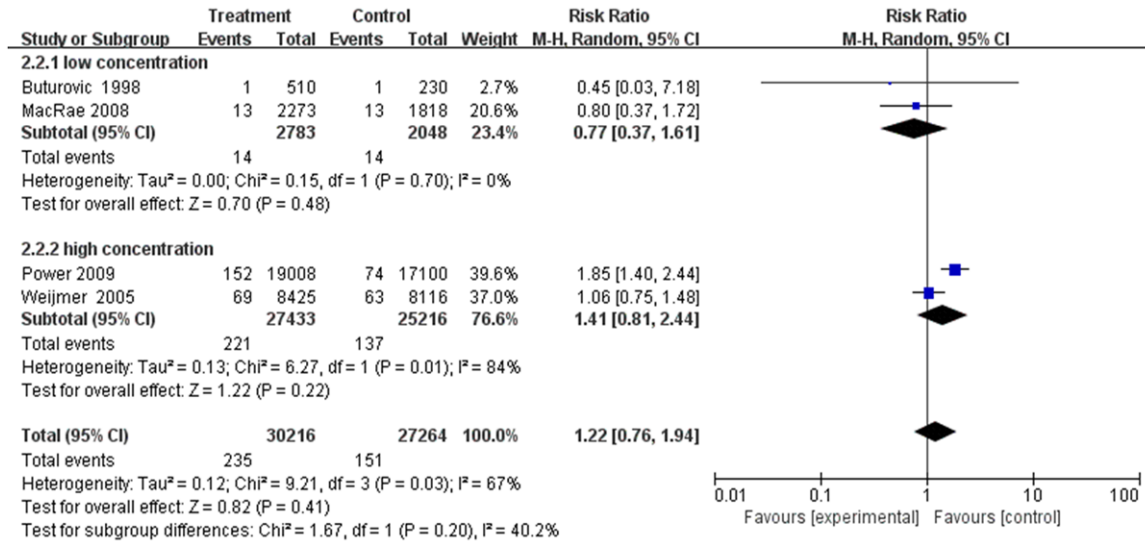 Treatment Control Risk Ratio Risk Ratio
Study or Subgroup Events Total Events Total Weight M-H, Random, 95% CI M-H, Random, 95% CI
2.2.1 low concentration
Buturovic 1998 1 510 1 230 2.7% 0.45 [0.03, 7.18]
MacRae 2008 13 2273 13 1818 20.6% 0.80 [0.37, 1.72]
Subtotal (95% CI) 2783 2048 23.4% 0.77 [0.37, 1.61]
Total events 14 14
Heterogeneity: Tau² = 0.00; Chi² = 0.15, df = 1 (P = 0.70); I² = 0%
Test for overall effect: Z = 0.70 (P = 0.48)
2.2.2 high concentration
Power 2009 152 19008 74 17100 39.6% 1.85 [1.40, 2.44]
Weijmer 2005 69 8425 63 8116 37.0% 1.06 [0.75, 1.48]
Subtotal (95% CI) 27433 25216 76.6% 1.41 [0.81, 2.44]
Total events 221 137
Heterogeneity: Tau² = 0.13; Chi² = 6.27, df = 1 (P = 0.01); I² = 84%
Test for overall effect: Z = 1.22 (P = 0.22)
Total (95% CI) 30216 27264 100.0% 1.22 [0.76, 1.94]
Total events 235 151
Heterogeneity: Tau² = 0.12; Chi² = 9.21, df = 3 (P = 0.03); I² = 67%
Test for overall effect: Z = 0.82 (P = 0.41)
Test for subgroup differences: Chi² = 1.67, df = 1 (P = 0.20), I² = 40.2%
0.01 0.1 1 10 100
Favours [experimental] Favours [control]